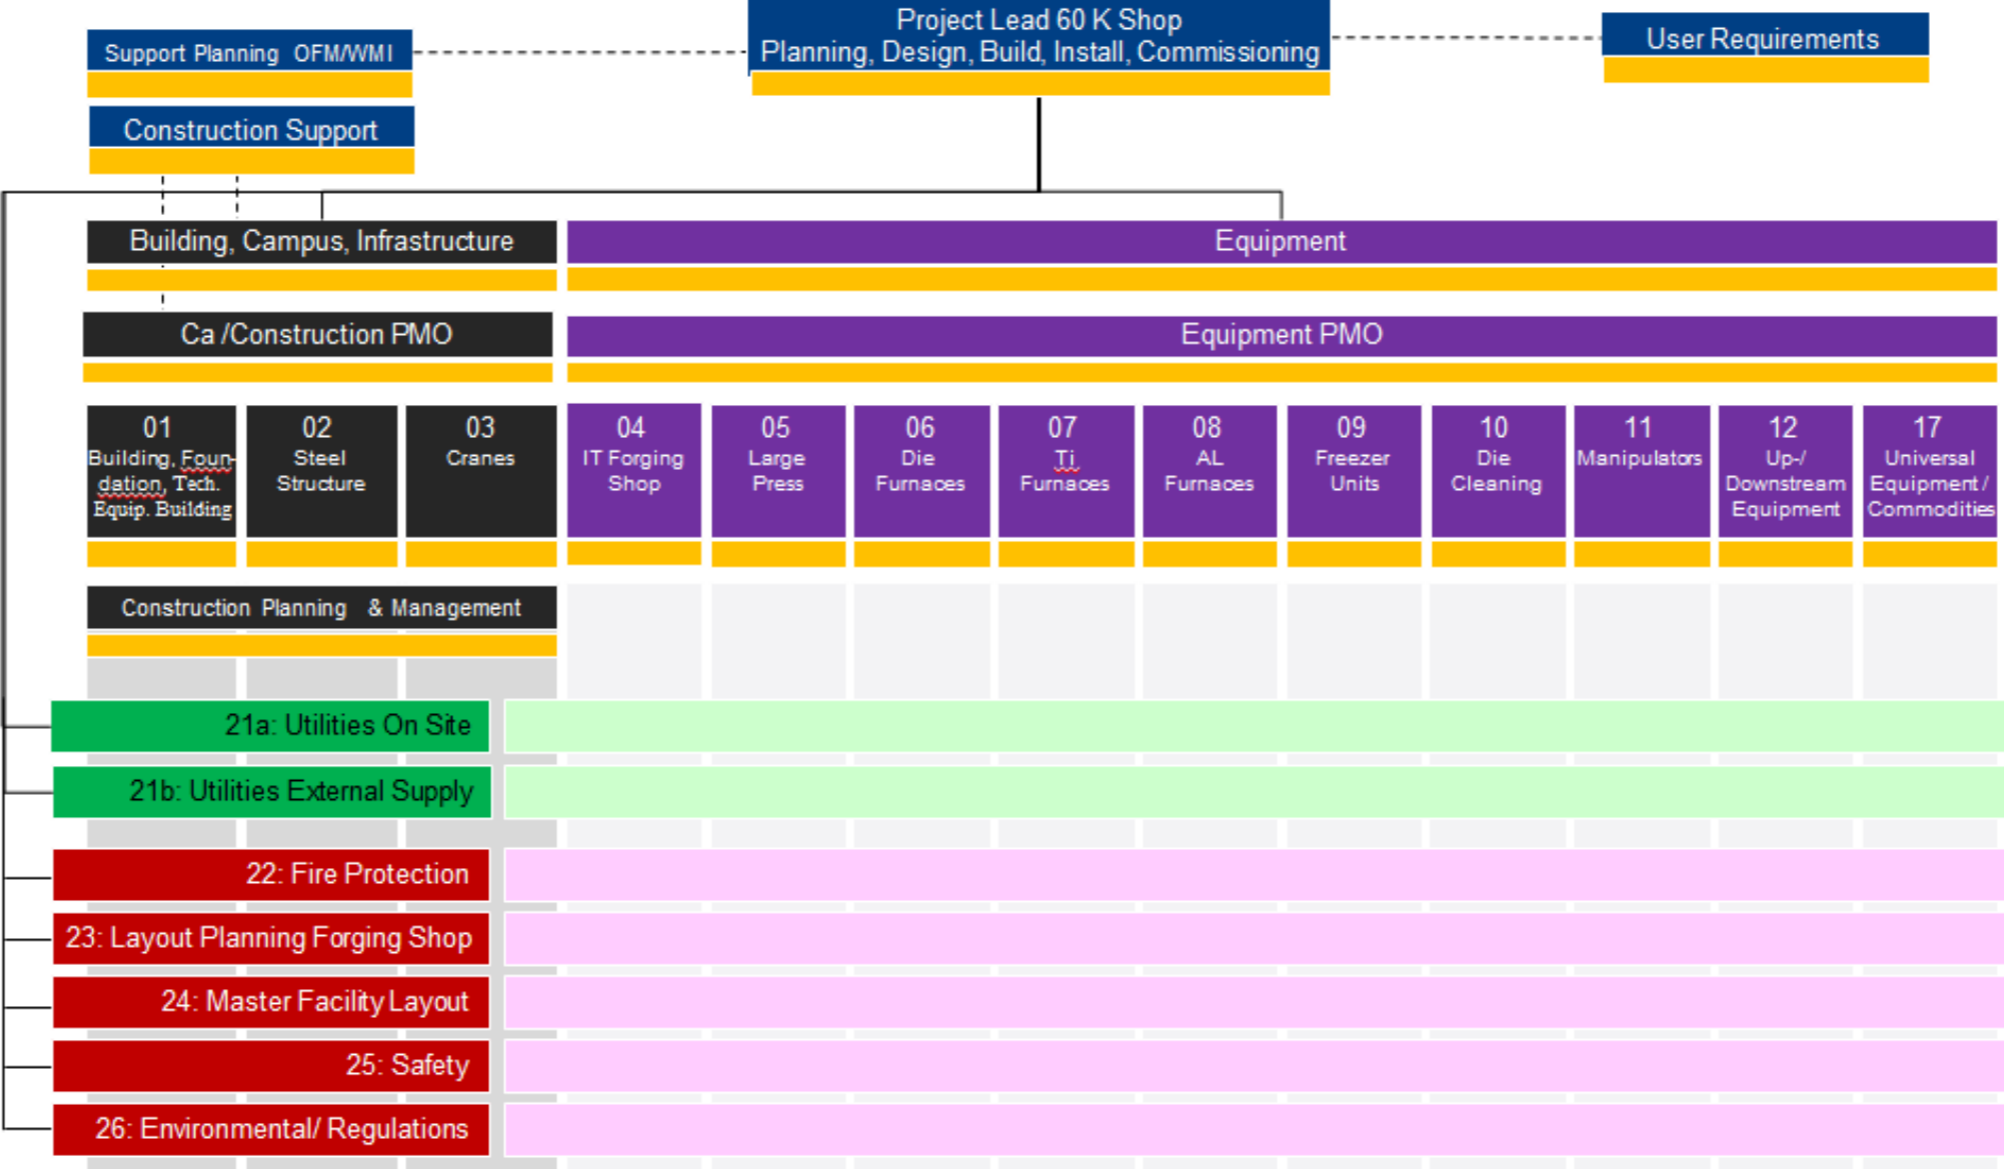 Project Lead 60 K Shop
Planning, Design, Build, Install, Commissioning
Support Planning OFM/WMI
User Requirements
Construction Support
Building, Campus, Infrastructure
Equipment
Ca /Construction PMO
Equipment PMO
01
Building, Foun-
dation, Tech.
Equip. Building
02
Steel
Structure
03
Cranes
04
IT Forging
Shop
05
Large
Press
06
Die
Furnaces
07
Ti
Furnaces
08
AL
Furnaces
09
Freezer
Units
10
Die
Cleaning
11
Manipulators
12
Up-/
Downstream
Equipment
17
Universal
Equipment /
Commodities
Construction Planning & Management
21a: Utilities On Site
21b: Utilities External Supply
22: Fire Protection
23: Layout Planning Forging Shop
24: Master Facility Layout
25: Safety
26: Environmental/ Regulations